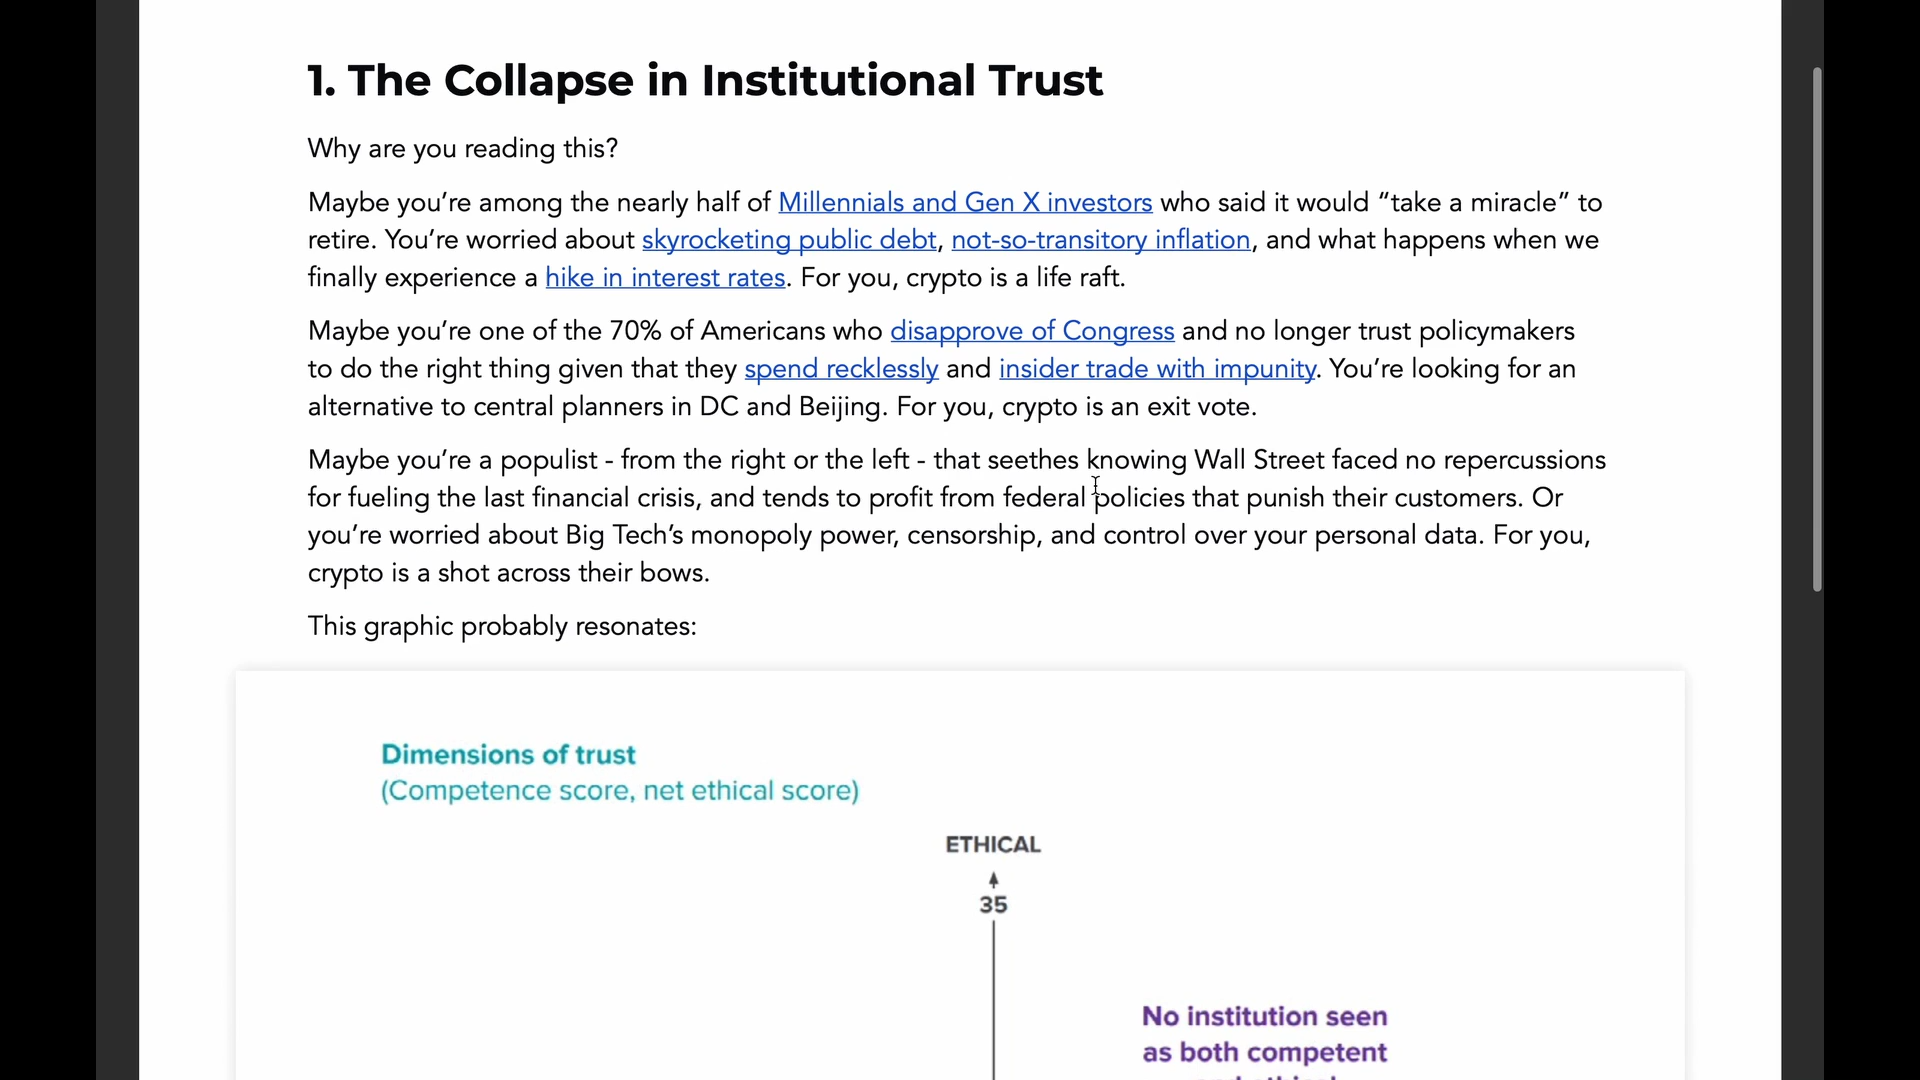 1. The Collapse in Institutional Trust
Why are you reading this?
Maybe you’re among the nearly half of Millennials and Gen X investors who said it would “take a miracle” to
retire. You’re worried about skyrocketing public debt, not-so-transitory inflation, and what happens when we
finally experience a hike in interest rates. For you, crypto is a life raft.
Maybe you’re one of the 70% of Americans who disapprove of Congress and no longer trust policymakers
to do the right thing given that they spend recklessly and insider trade with impunity. You’re looking for an
alternative to central planners in DC and Beijing. For you, crypto is an exit vote.
Maybe you’re a populist - from the right or the left - that seethes knowing Wall Street faced no repercussions
for fueling the last financial crisis, and tends to profit from federal policies that punish their customers. Or
you’re worried about Big Tech’s monopoly power, censorship, and control over your personal data. For you,
crypto is a shot across their bows.
This graphic probably resonates:
Dimensions of trust
(Competence score, net ethical score)
ETHICAL
35
No institution seen
as both competent